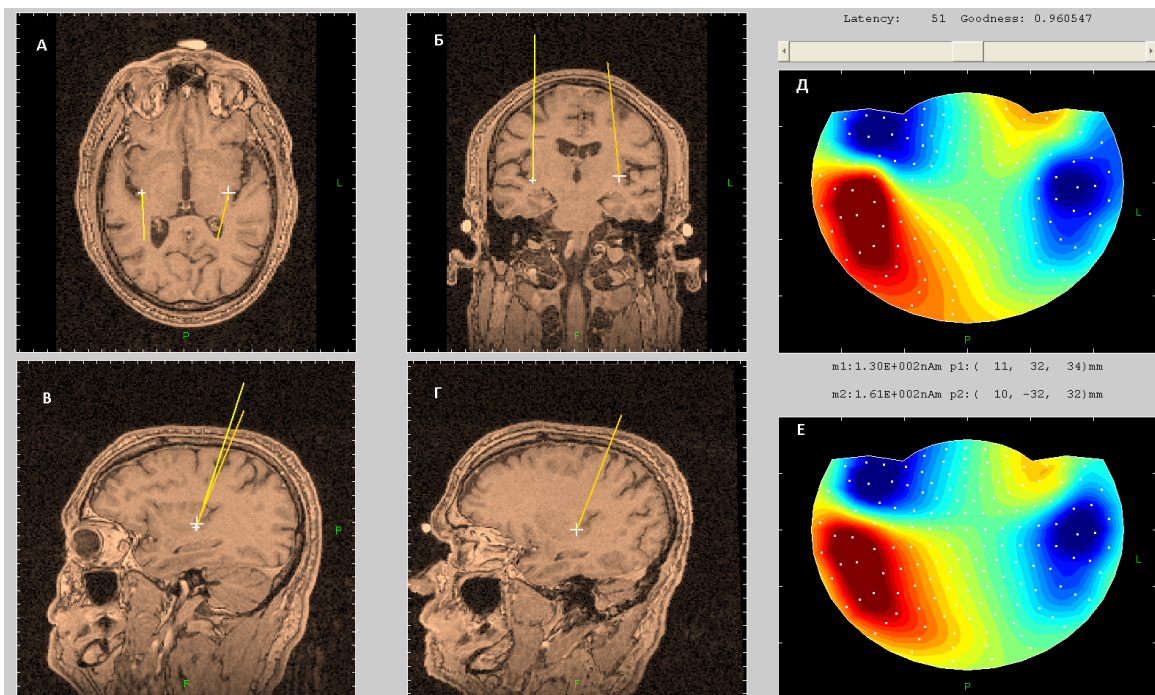 Latency: 51 Goodness: 0.960547
А
Б
Д
L
L
P
F
P
m1:1.30E+002nAm p1:( 11, 32, 34)mm
m2:1.61E+002nAm p2:( 10, -32, 32)mm
В
Г
Е
P
L
F
F
P